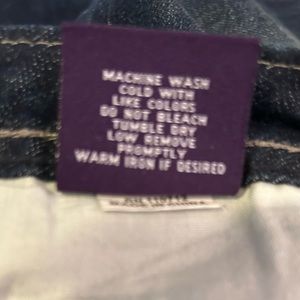 MACHINE WASH
COLD WITH
LIKE COLORS
DO NOT BLEACH
TUMBLE DRY
LOW REMOVE
PROMPTLY
WARM IRON IF DESIRED